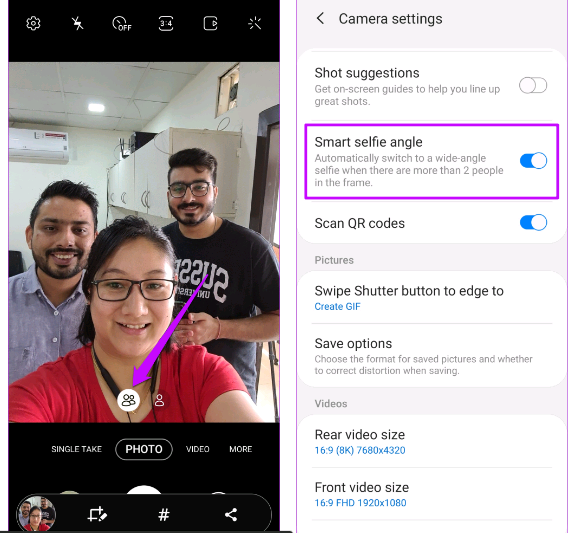 OFF
3:4
SUSSEX
UNIVERSITY
SINGLE TAKE
PHOTO
VIDEO
MORE
#
Camera settings
Shot suggestions
Get on-screen guides to help you line up
great shots.
Smart selfie angle
Automatically switch to a wide-angle
selfie when there are more than 2 people
in the frame.
Scan QR codes
Pictures
Swipe Shutter button to edge to
Create GIF
Save options
Choose the format for saved pictures and whether
to correct distortion when saving.
Videos
Rear video size
16:9 (8K) 7680x4320
Front video size
16:9 FHD 1920x1080